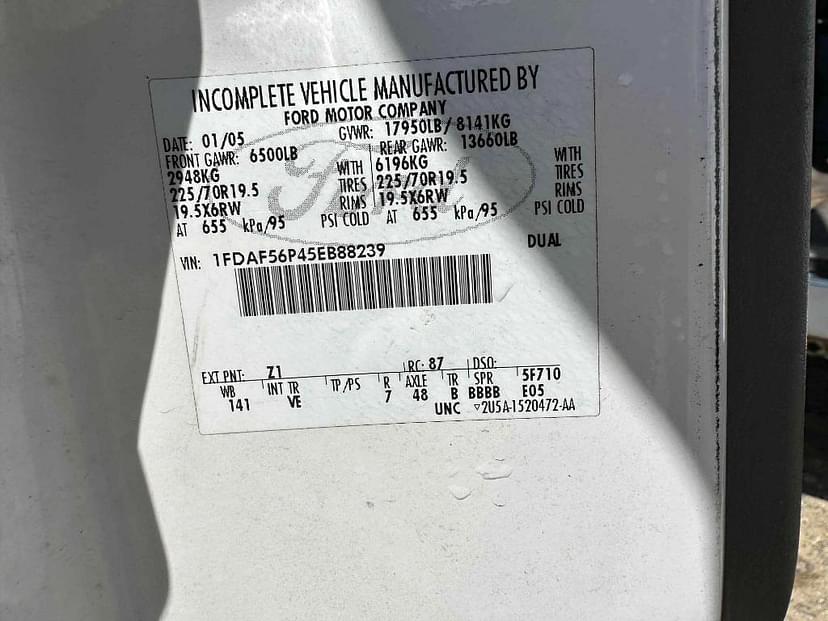 INCOMPLETE VEHICLE MANUFACTURED BY
FORD MOTOR COMPANY
DATE: 01/05 GVWR: 17950LB/ 8141KG
FRONT GAWR: 6500LB REAR GAWR: 13660LB
2948KG WITH 6196KG WITH
225/70R19.5 TIRES 225/70R19.5 TIRES
19.5X6RW RIMS 19.5X6RW RIMS
AT 655 kPa/95 PSI COLD AT 655 kPa/95 PSI COLD
Ford
DUAL
VIN: 1FDAF56P45EB88239
EXT PNT: Z1 RC: 87 DSO:
WB INT TR TP/PS R AXLE TR SPR 5F710
141 VE 7 48 B BBBB E05
UNC ▽2U5A-1520472-AA